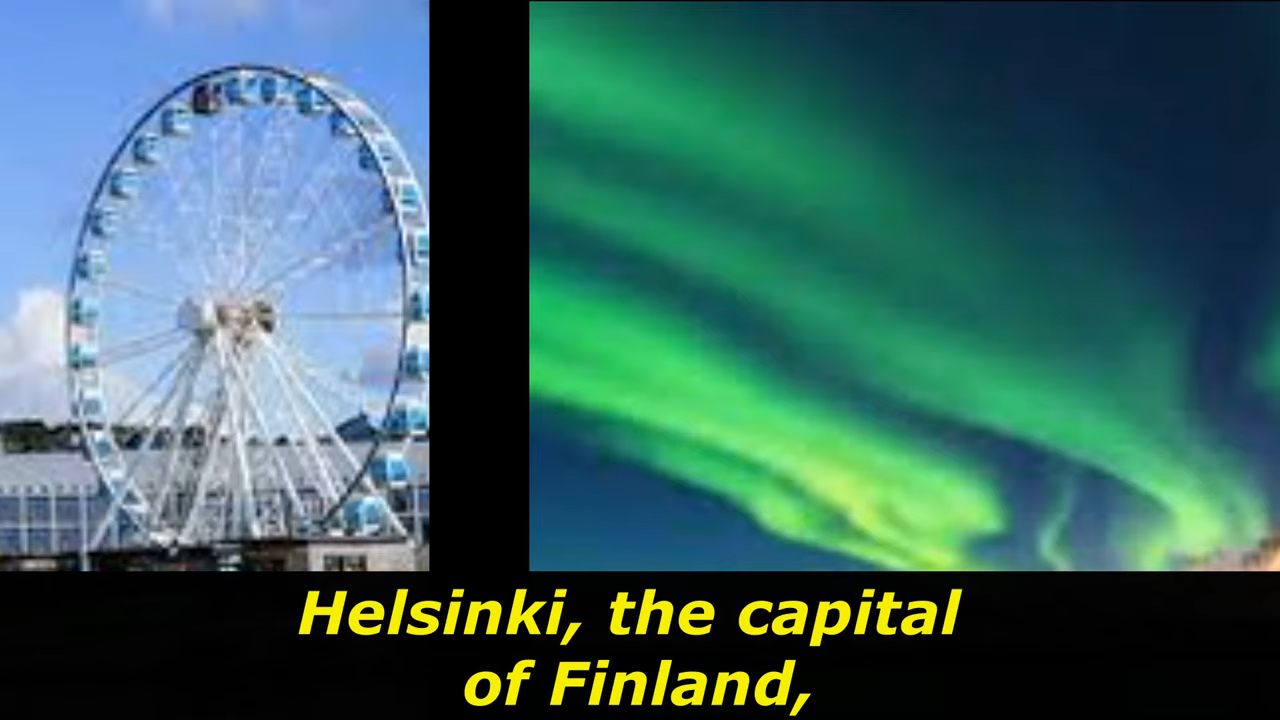 Helsinki, the capital
of Finland,